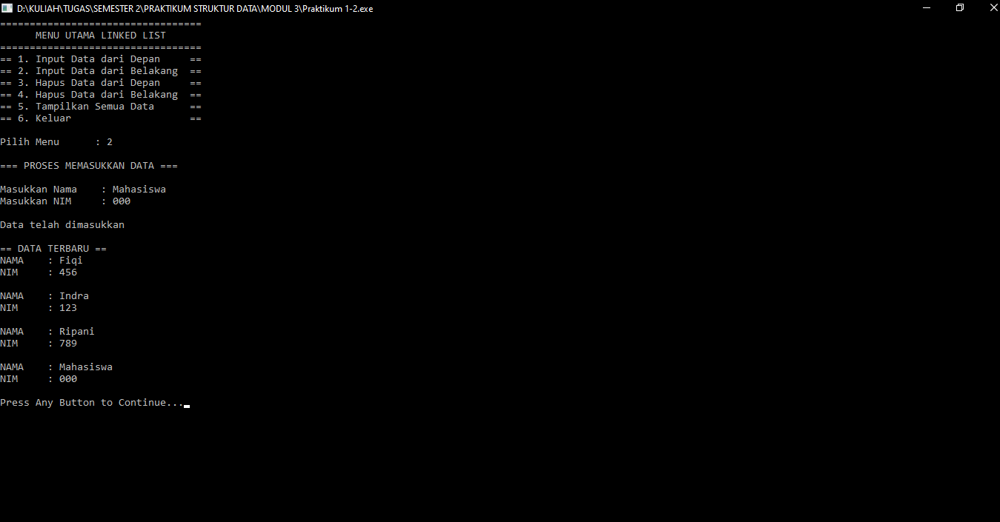 D:\KULIAH\TUGAS\SEMESTER 2\PRAKTIKUM STRUKTUR DATA\MODUL 3\Praktikum 1-2.exe
==================================
      MENU UTAMA LINKED LIST
==================================
== 1. Input Data dari Depan     ==
== 2. Input Data dari Belakang  ==
== 3. Hapus Data dari Depan     ==
== 4. Hapus Data dari Belakang  ==
== 5. Tampilkan Semua Data      ==
== 6. Keluar                    ==
Pilih Menu      : 2
=== PROSES MEMASUKKAN DATA ===
Masukkan Nama    : Mahasiswa
Masukkan NIM     : 000
Data telah dimasukkan
== DATA TERBARU ==
NAMA    : Fiqi
NIM     : 456
NAMA    : Indra
NIM     : 123
NAMA    : Ripani
NIM     : 789
NAMA    : Mahasiswa
NIM     : 000
Press Any Button to Continue...